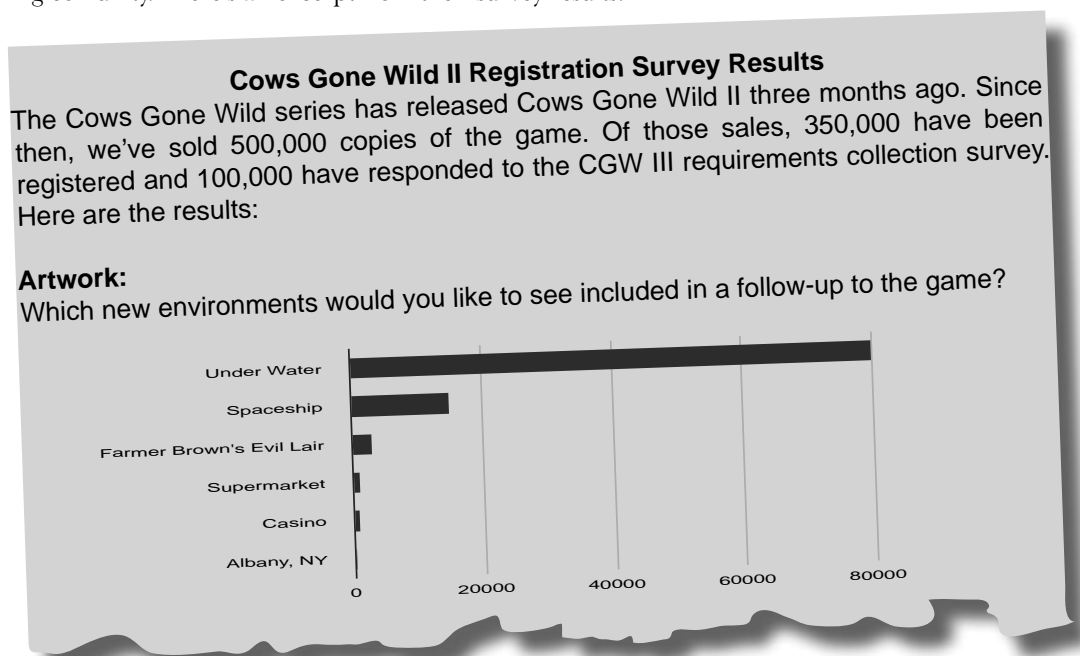 Cows Gone Wild II Registration Survey Results
The Cows Gone Wild series has released Cows Gone Wild II three months ago. Since
then, we've sold 500,000 copies of the game. Of those sales, 350,000 have been
registered and 100,000 have responded to the CGW III requirements collection survey.
Here are the results:
Artwork:
Which new environments would you like to see included in a follow-up to the game?
Under Water
Spaceship
Farmer Brown's Evil Lair
Supermarket
Casino
Albany, NY
0 20000 40000 60000 80000